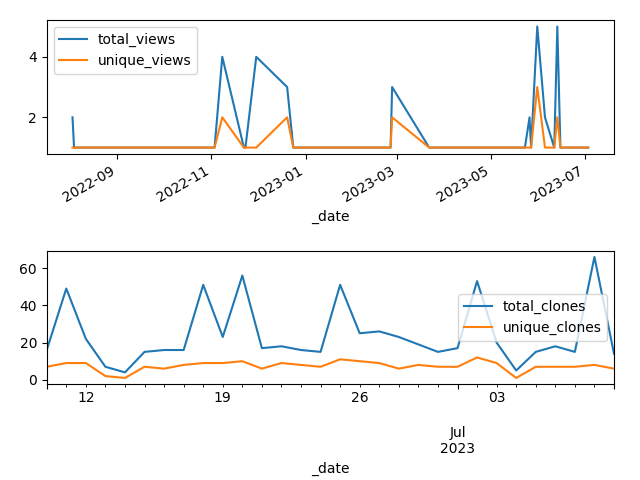 total_views
unique_views
4
2
2022-09
2022-11
2023-01
2023-03
2023-05
2023-07
_date
60
40
20
0
total_clones
unique_clones
12
19
26
03
Jul
2023
_date